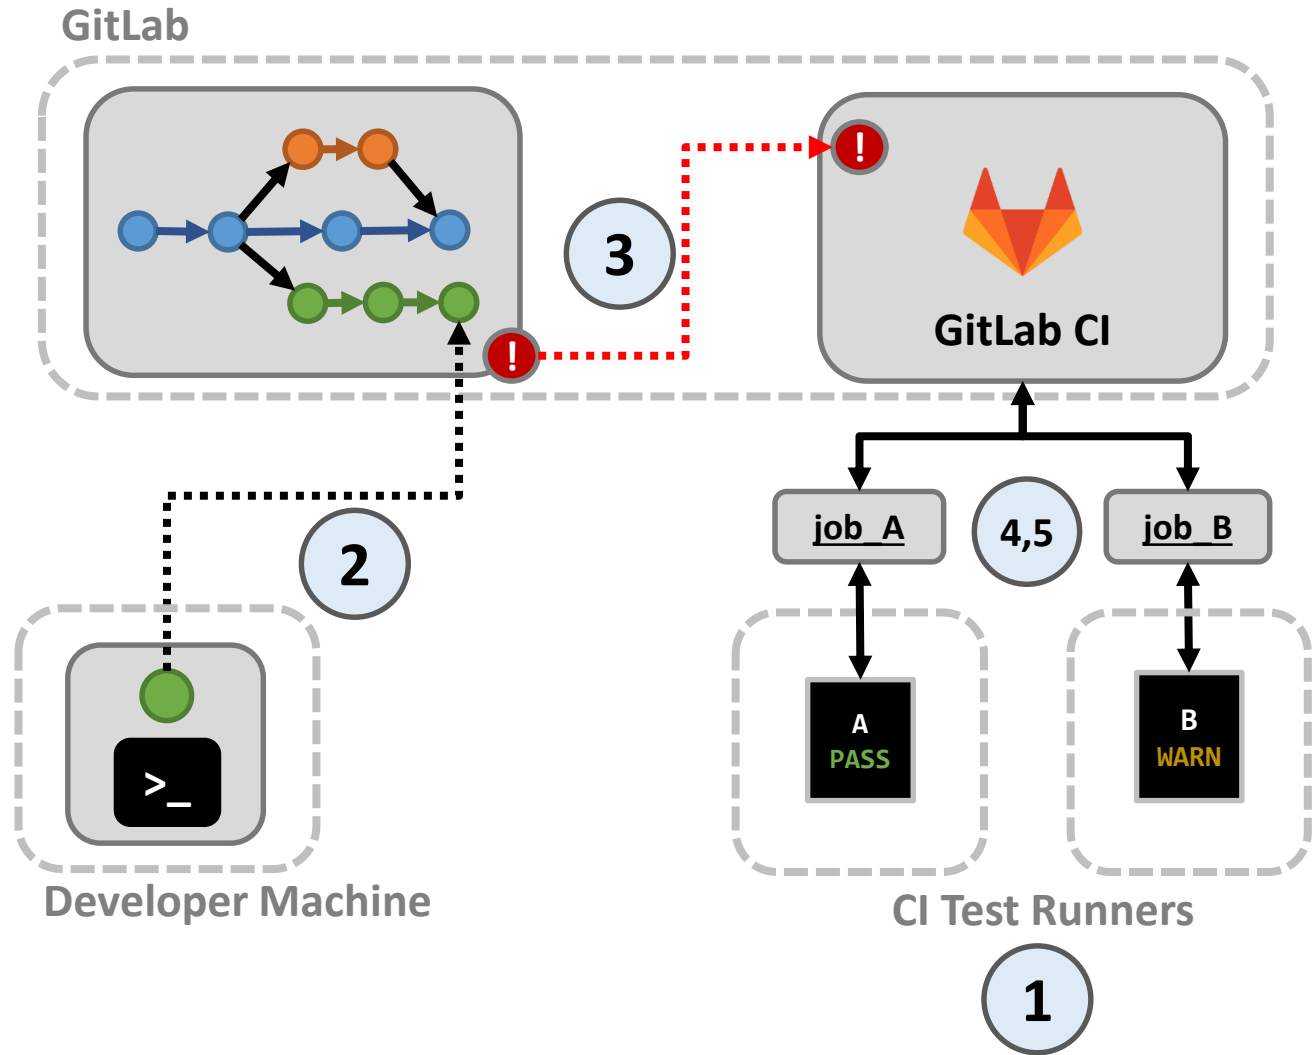 GitLab
!
!
3
GitLab CI
2
job_A
4,5
job_B
>_
A
PASS
B
WARN
Developer Machine
CI Test Runners
1